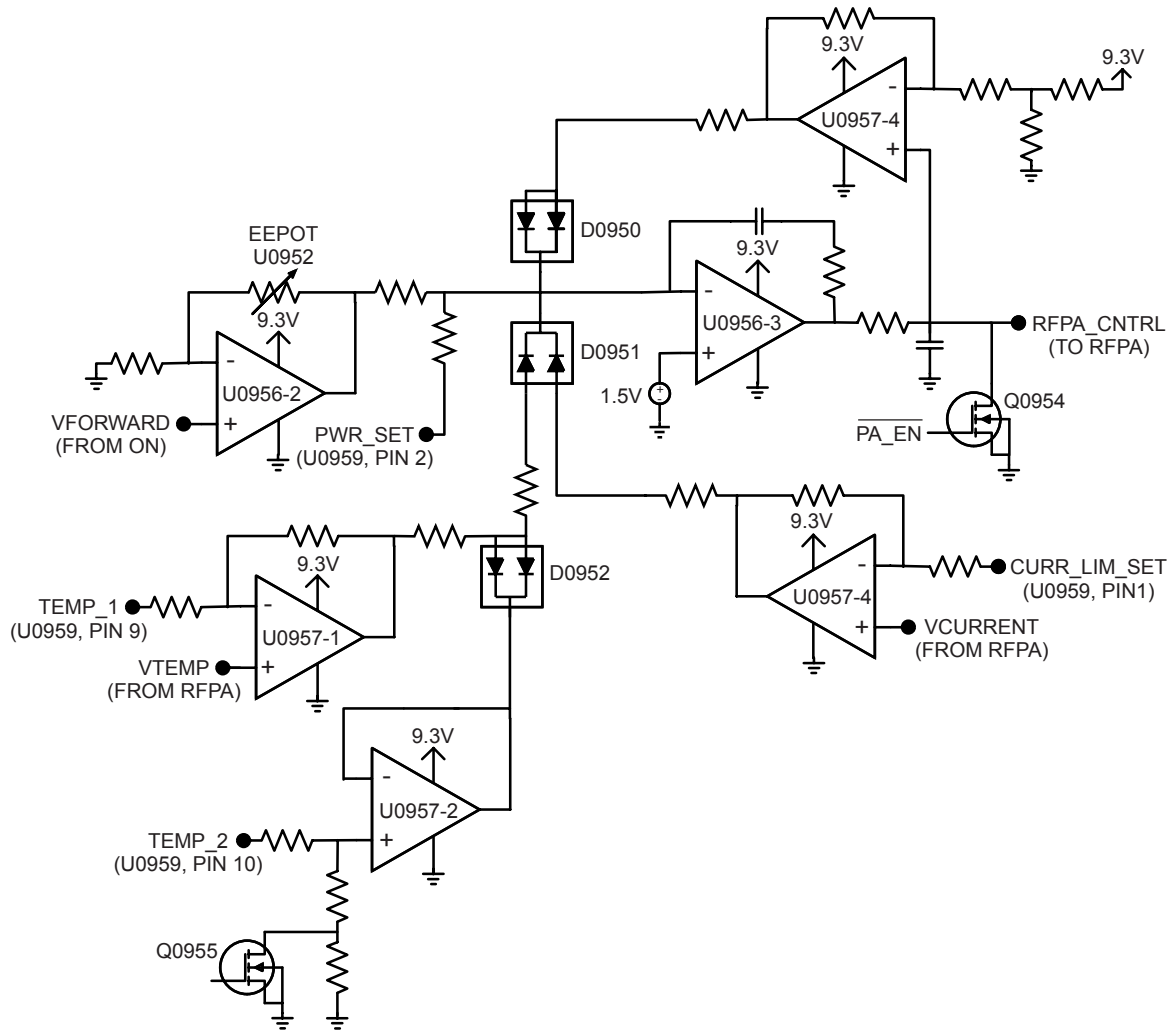 9.3V
9.3V
-
U0957-4
+
D0950
EEPOT
U0952
9.3V
-
U0956-2
+
VFORWARD
(FROM ON)
PWR_SET
(U0959, PIN 2)
9.3V
-
U0956-3
+
1.5V
+
-
D0951
RFPA_CNTRL
(TO RFPA)
Q0954
PA_EN
9.3V
-
U0957-1
+
TEMP_1
(U0959, PIN 9)
VTEMP
(FROM RFPA)
D0952
9.3V
-
U0957-4
+
CURR_LIM_SET
(U0959, PIN1)
VCURRENT
(FROM RFPA)
9.3V
-
U0957-2
+
TEMP_2
(U0959, PIN 10)
Q0955